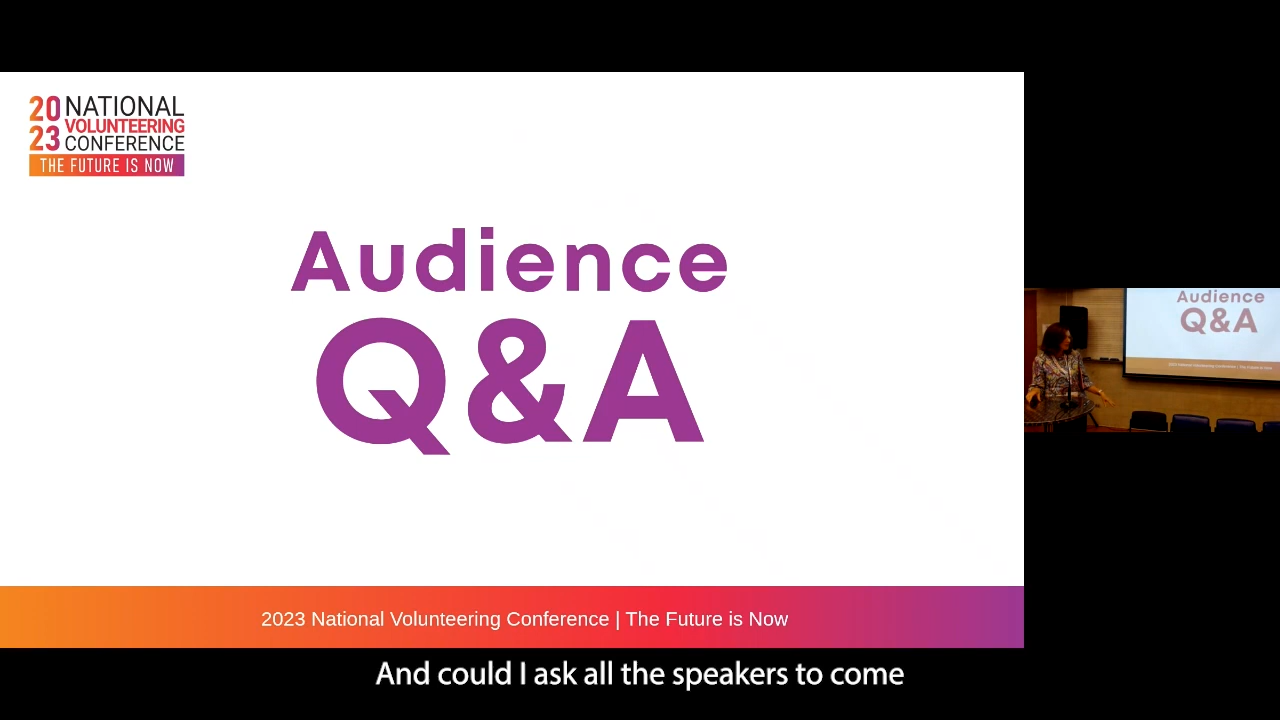 20 NATIONAL
VOLUNTEERING
23 CONFERENCE
THE FUTURE IS NOW
Audience
Q&A
2023 National Volunteering Conference | The Future is Now
And could I ask all the speakers to come
Audience
Q&A